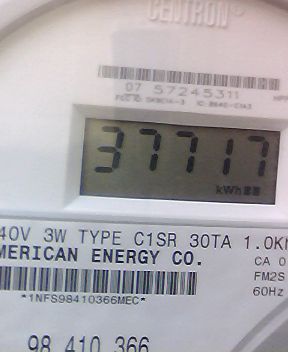 CENTRON®
07 57245311
37717
kWh
40V 3W TYPE C1SR 30TA 1.0K
MERICAN ENERGY CO.
CA 0
FM2S
60Hz
*1NFS98410366MEC*
98 410 366